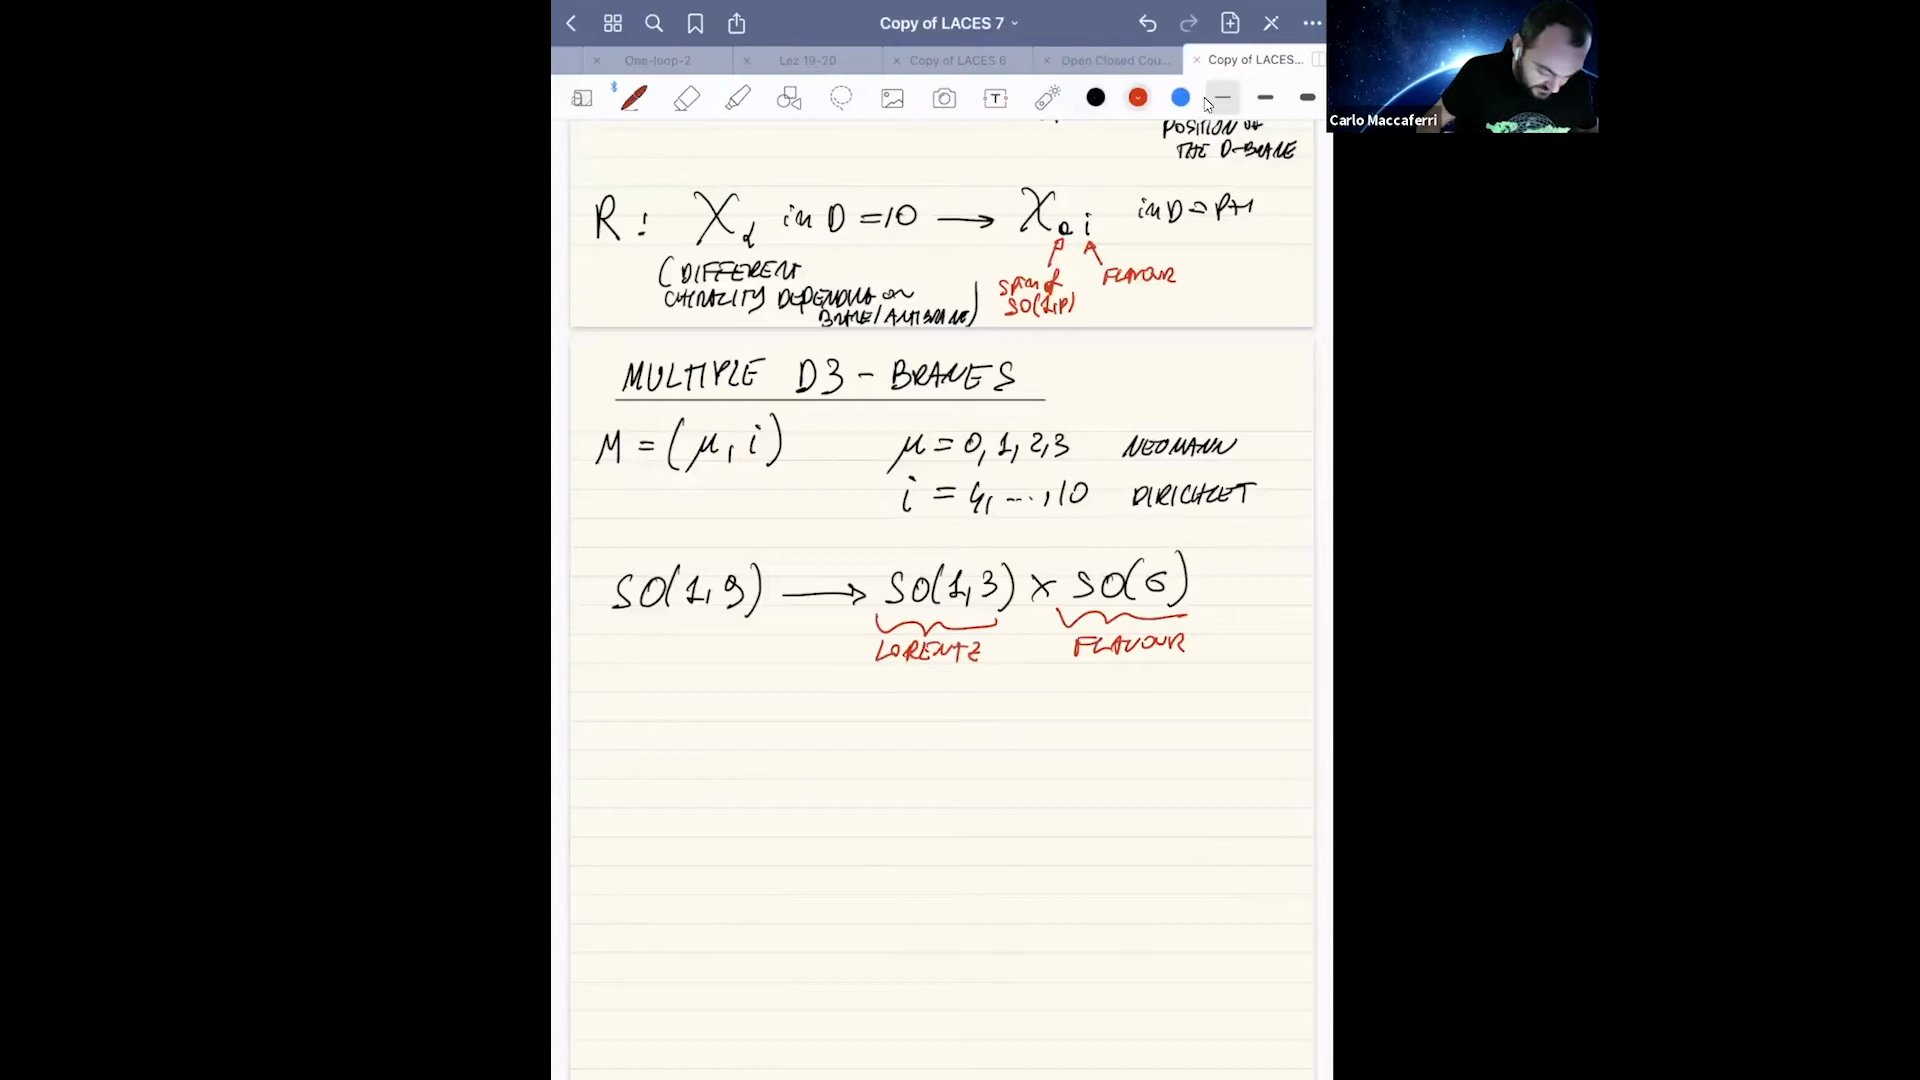 Copy of LACES 7
One-loop-2
Lez 19-20
Copy of LACES 6
Open Closed Cou...
Copy of LACES...
T
Carlo Maccaferri
POSITION OF
THE D-BRANE
R: χ_α in D = 10 → χ_a i in D = P+1
(DIFFERENT
CHIRALITY DEPENDING on
BRANE/ANTIBRANE)
spin of
SO(1,P)
FLAVOUR
MULTIPLE D3-BRANES
M = (μ, i) μ = 0, 1, 2, 3 NEOMANN
i = 4, ..., 10 DIRICHLET
SO(1,9) → SO(1,3) × SO(6)
LORENTZ FLAVOUR